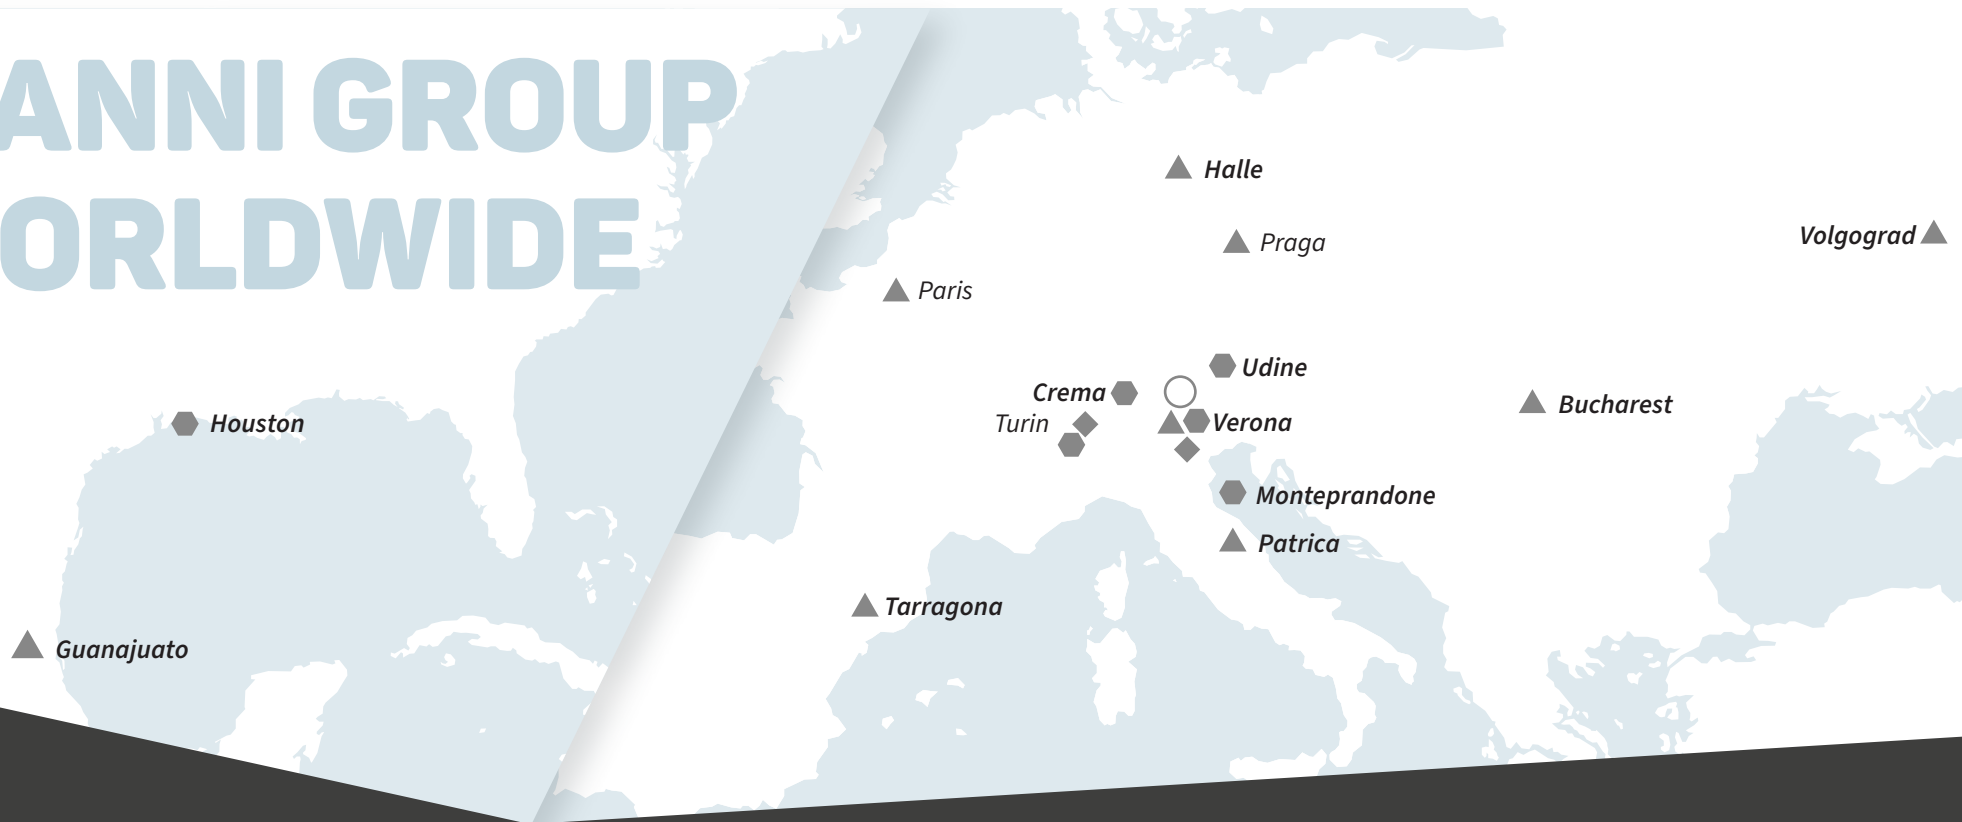 ANNI GROUP
ORLDWIDE
Halle
Praga
Volgograd
Paris
Udine
Crema
Bucharest
Houston
Turin
Verona
Monteprandone
Patrica
Tarragona
Guanajuato